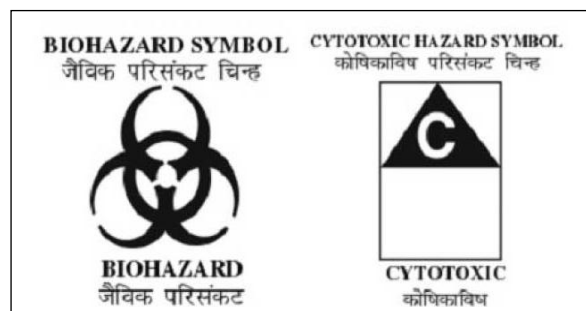 BIOHAZARD SYMBOL
जैविक परिसंकट चिन्ह
BIOHAZARD
जैविक परिसंकट
CYTOTOXIC HAZARD SYMBOL
कोषिकाविष परिसंकट चिन्ह
C
CYTOTOXIC
कोषिकाविष